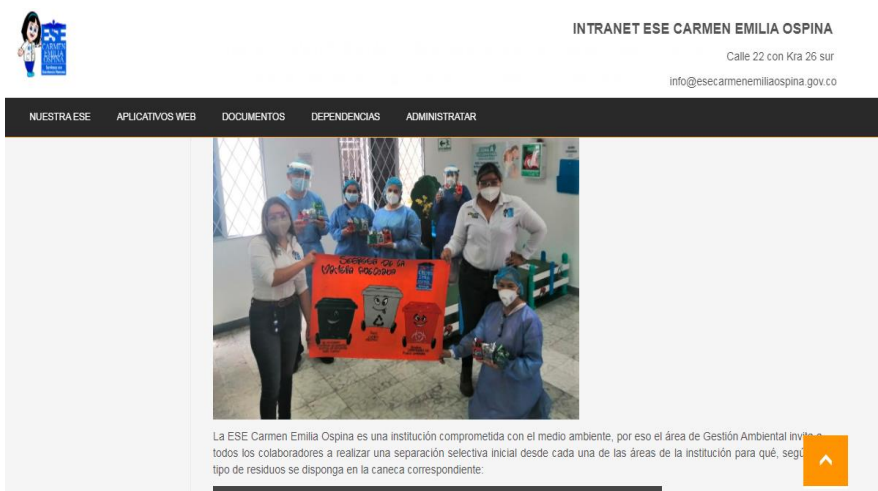 ESE
CARMEN
EMILIA
OSPINA
INTRANET ESE CARMEN EMILIA OSPINA
Calle 22 con Kra 26 sur
info@esecarmenemiliaospina.gov.co
NUESTRA ESE APLICATIVOS WEB DOCUMENTOS DEPENDENCIAS ADMINISTRATAR
La ESE Carmen Emilia Ospina es una institución comprometida con el medio ambiente, por eso el área de Gestión Ambiental
todos los colaboradores a realizar una separación selectiva inicial desde cada una de las áreas de la institución para qué,
tipo de residuos se disponga en la caneca correspondiente: